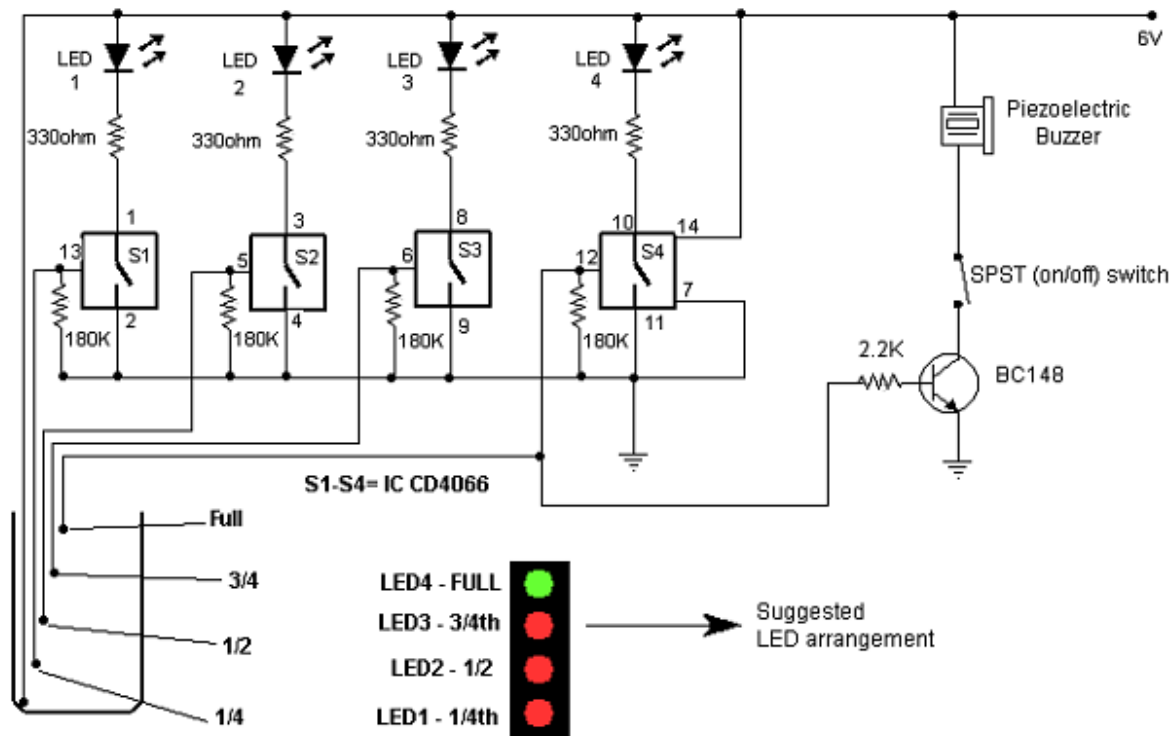 6V
LED
1
LED
2
LED
3
LED
4
Piezoelectric
Buzzer
330ohm
330ohm
330ohm
330ohm
1
3
8
10
14
13
S1
5
S2
6
S3
12
S4
7
2
4
9
11
180K
180K
180K
180K
SPST (on/off) switch
2.2K
BC148
S1-S4= IC CD4066
Full
3/4
1/2
1/4
LED4 - FULL
LED3 - 3/4th
LED2 - 1/2
LED1 - 1/4th
Suggested
LED arrangement